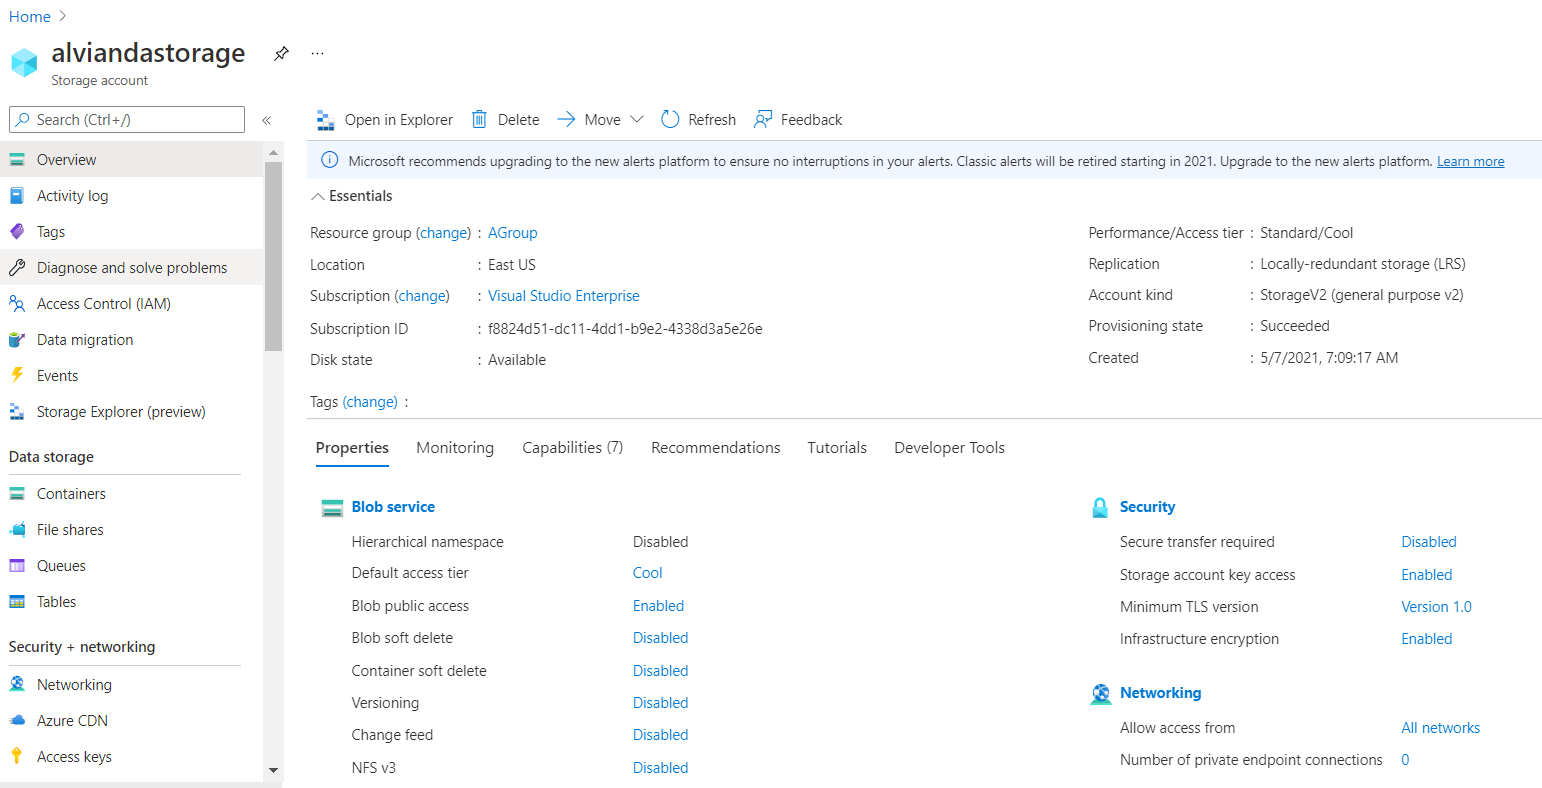 Home
alviandastorage
...
Storage account
Search (Ctrl+/)
«
Overview
Activity log
Tags
Diagnose and solve problems
Access Control (IAM)
Data migration
Events
Storage Explorer (preview)
Data storage
Containers
File shares
Queues
Tables
Security + networking
Networking
Azure CDN
Access keys
Open in Explorer Delete Move Refresh Feedback
Microsoft recommends upgrading to the new alerts platform to ensure no interruptions in your alerts. Classic alerts will be retired starting in 2021. Upgrade to the new alerts platform. Learn more
Essentials
Resource group (change) : AGroup
Location : East US
Subscription (change) : Visual Studio Enterprise
Subscription ID : f8824d51-dc11-4dd1-b9e2-4338d3a5e26e
Disk state : Available
Performance/Access tier : Standard/Cool
Replication : Locally-redundant storage (LRS)
Account kind : StorageV2 (general purpose v2)
Provisioning state : Succeeded
Created : 5/7/2021, 7:09:17 AM
Tags (change) :
Properties Monitoring Capabilities (7) Recommendations Tutorials Developer Tools
Blob service
Hierarchical namespace Disabled
Default access tier Cool
Blob public access Enabled
Blob soft delete Disabled
Container soft delete Disabled
Versioning Disabled
Change feed Disabled
NFS v3 Disabled
Security
Secure transfer required Disabled
Storage account key access Enabled
Minimum TLS version Version 1.0
Infrastructure encryption Enabled
Networking
Allow access from All networks
Number of private endpoint connections 0